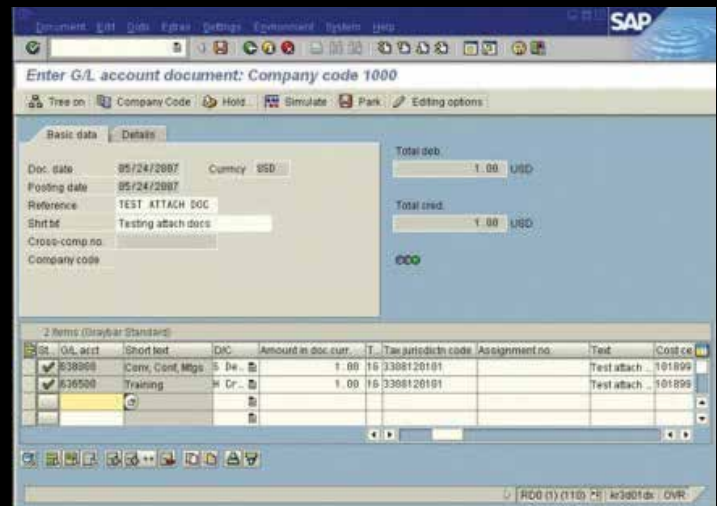 Document Edit Goto Extras Settings Environment System Help
SAP
Enter G/L account document: Company code 1000
Tree on Company Code Hold Simulate Park Editing options
Basic data Details
Doc. date 05/24/2007 Currncy USD
Posting date 05/24/2007
Reference TEST ATTACH DOC
Shrt txt Testing attach docs
Cross-comp.no.
Company code
Total deb.
1.00 USD
Total cred.
1.00 USD
2 Items (Graybar Standard)
St G/L acct Short text D/C Amount in doc.curr. T... Tax jurisdictn code Assignment no. Text Cost ce
Conv, Conf, Mtgs S De... 1.00 I6 3308120101 Test attach ... 101899
636500 Training H Cr... 1.00 I6 3308120101 Test attach ... 101899
RD0 (1) (110) kr3d01dx OVR